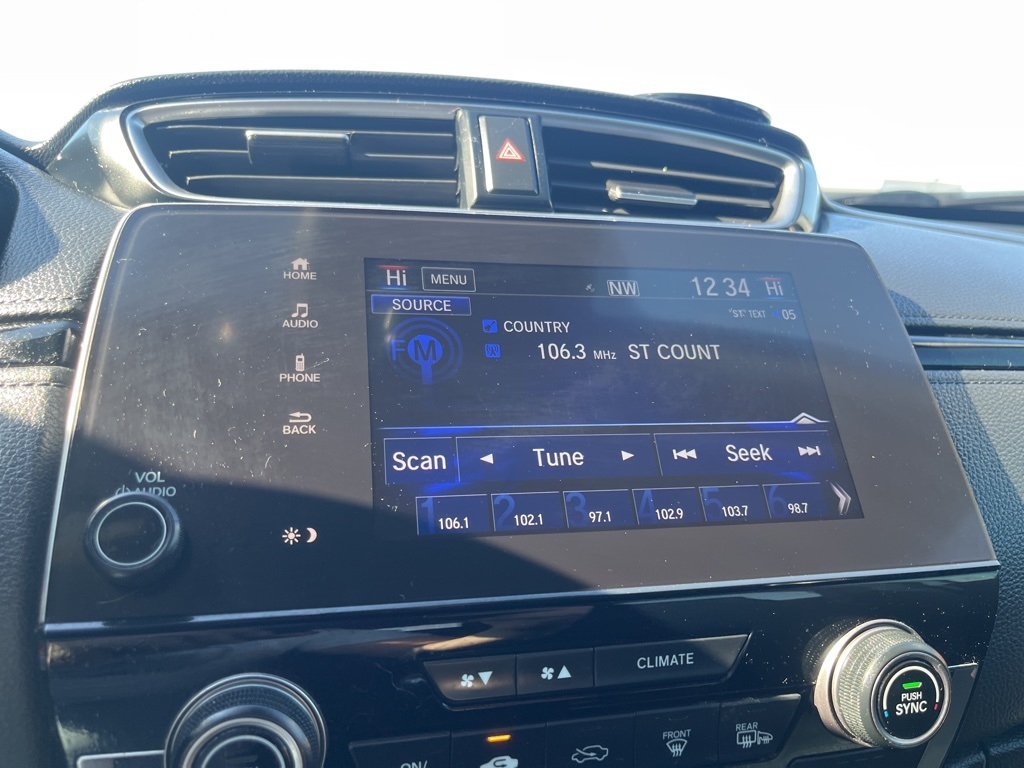 HOME
AUDIO
PHONE
BACK
VOL
AUDIO
Hi MENU NW 12 34 Hi
SOURCE
"ST" TEXT 05
FM
COUNTRY
106.3 MHz ST COUNT
Scan Tune Seek
1 106.1 2 102.1 3 97.1 4 102.9 5 103.7 6 98.7
CLIMATE
PUSH
SYNC
ON/
FRONT
REAR